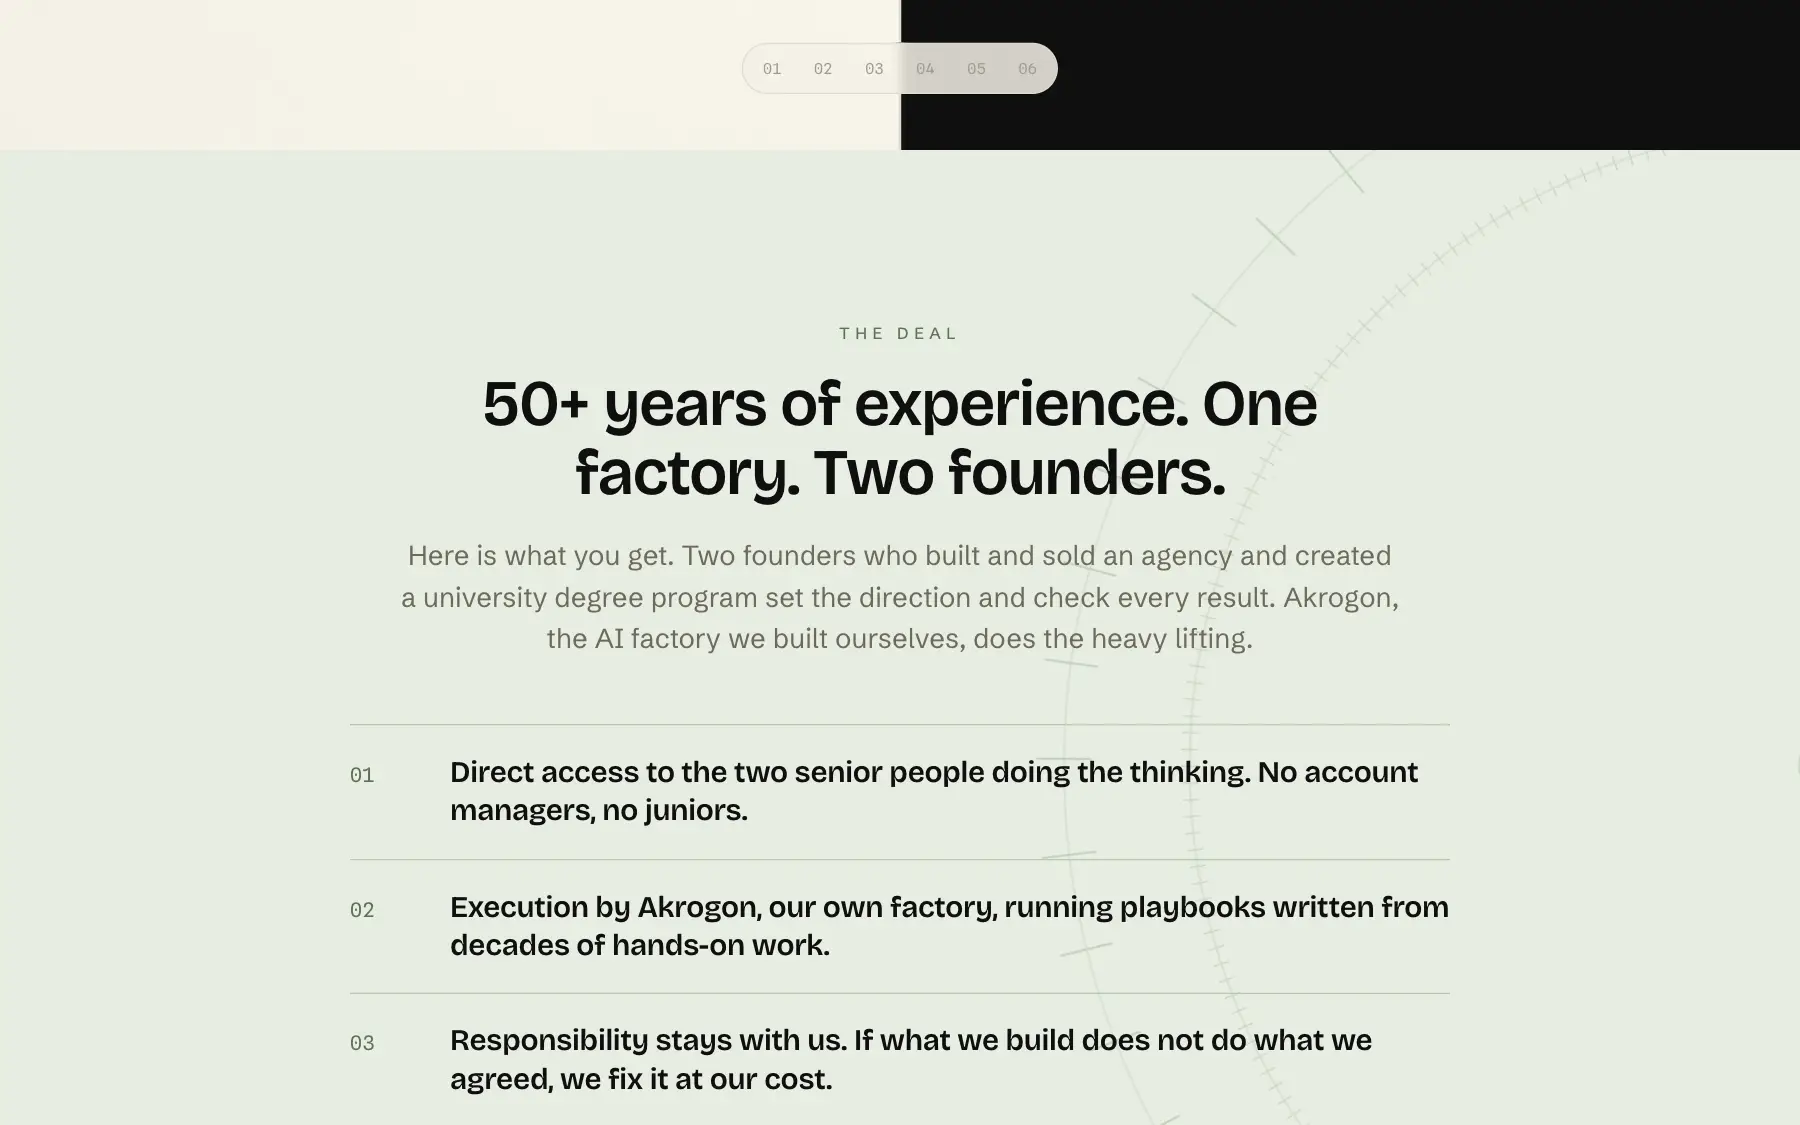 01 02 03 04 05 06
THE DEAL
50+ years of experience. One
factory. Two founders.
Here is what you get. Two founders who built and sold an agency and created
a university degree program set the direction and check every result. Akrogon,
the AI factory we built ourselves, does the heavy lifting.
01 Direct access to the two senior people doing the thinking. No account
managers, no juniors.
02 Execution by Akrogon, our own factory, running playbooks written from
decades of hands-on work.
03 Responsibility stays with us. If what we build does not do what we
agreed, we fix it at our cost.